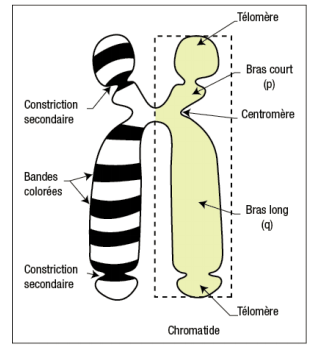 Télomère
Bras court
(p)
Constriction
secondaire
Centromère
Bandes
colorées
Bras long
(q)
Constriction
secondaire
Télomère
Chromatide